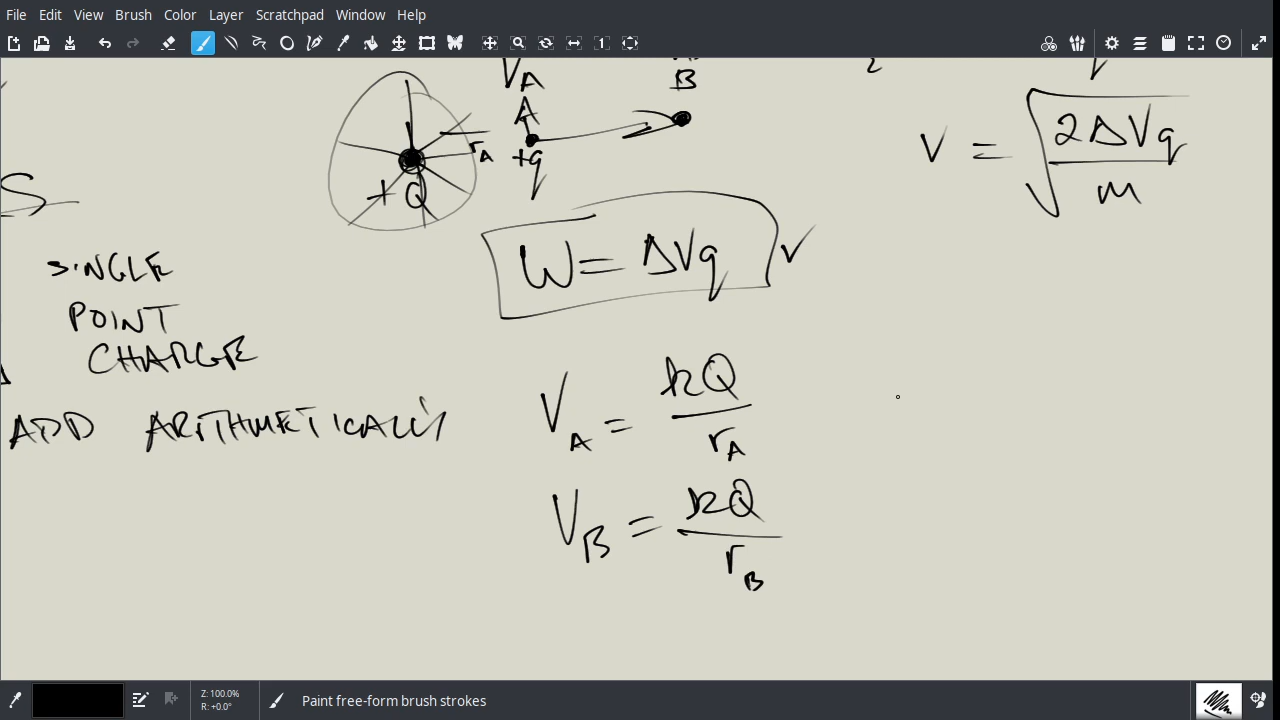 File Edit View Brush Color Layer Scratchpad Window Help
1
V_A
B
A
r_A
+q
+Q
S
v = √(2ΔVq/m)
W = ΔVq
SINGLE
POINT
CHARGE
ADD ARITHMETICALLY
V_A = kQ/r_A
V_B = kQ/r_B
Z: 100.0%
R: +0.0°
Paint free-form brush strokes